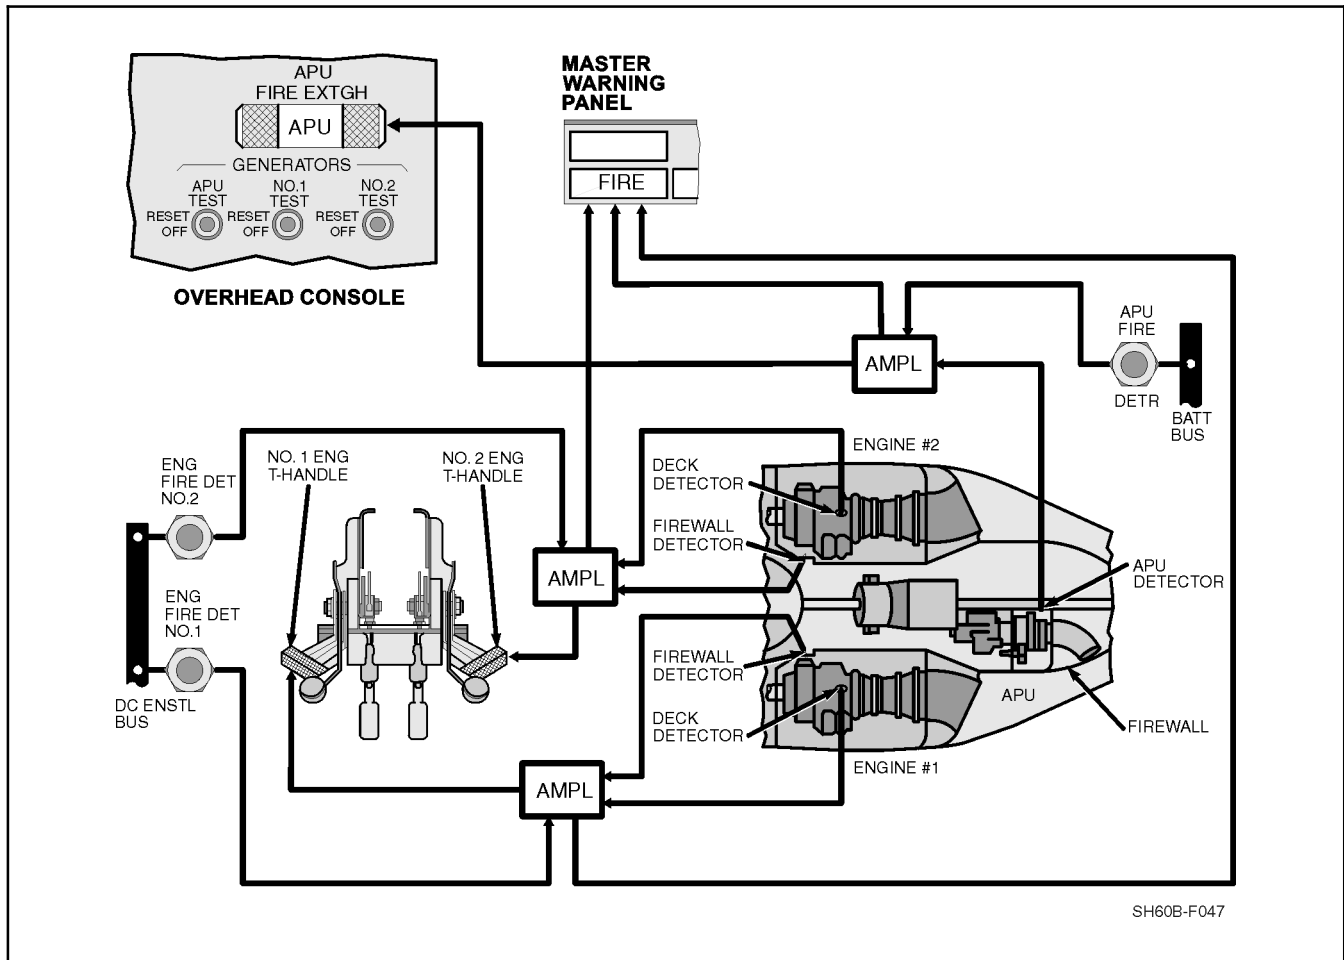 APU
FIRE EXTGH
APU
GENERATORS
APU
TEST
RESET
OFF
NO.1
TEST
RESET
OFF
NO.2
TEST
RESET
OFF
OVERHEAD CONSOLE
MASTER
WARNING
PANEL
FIRE
AMPL
APU
FIRE
DETR
BATT
BUS
ENG
FIRE DET
NO.2
ENG
FIRE DET
NO.1
DC ENSTL
BUS
NO. 1 ENG
T-HANDLE
NO. 2 ENG
T-HANDLE
AMPL
AMPL
ENGINE #2
DECK
DETECTOR
FIREWALL
DETECTOR
FIREWALL
DETECTOR
DECK
DETECTOR
ENGINE #1
APU
DETECTOR
APU
FIREWALL
SH60B-F047